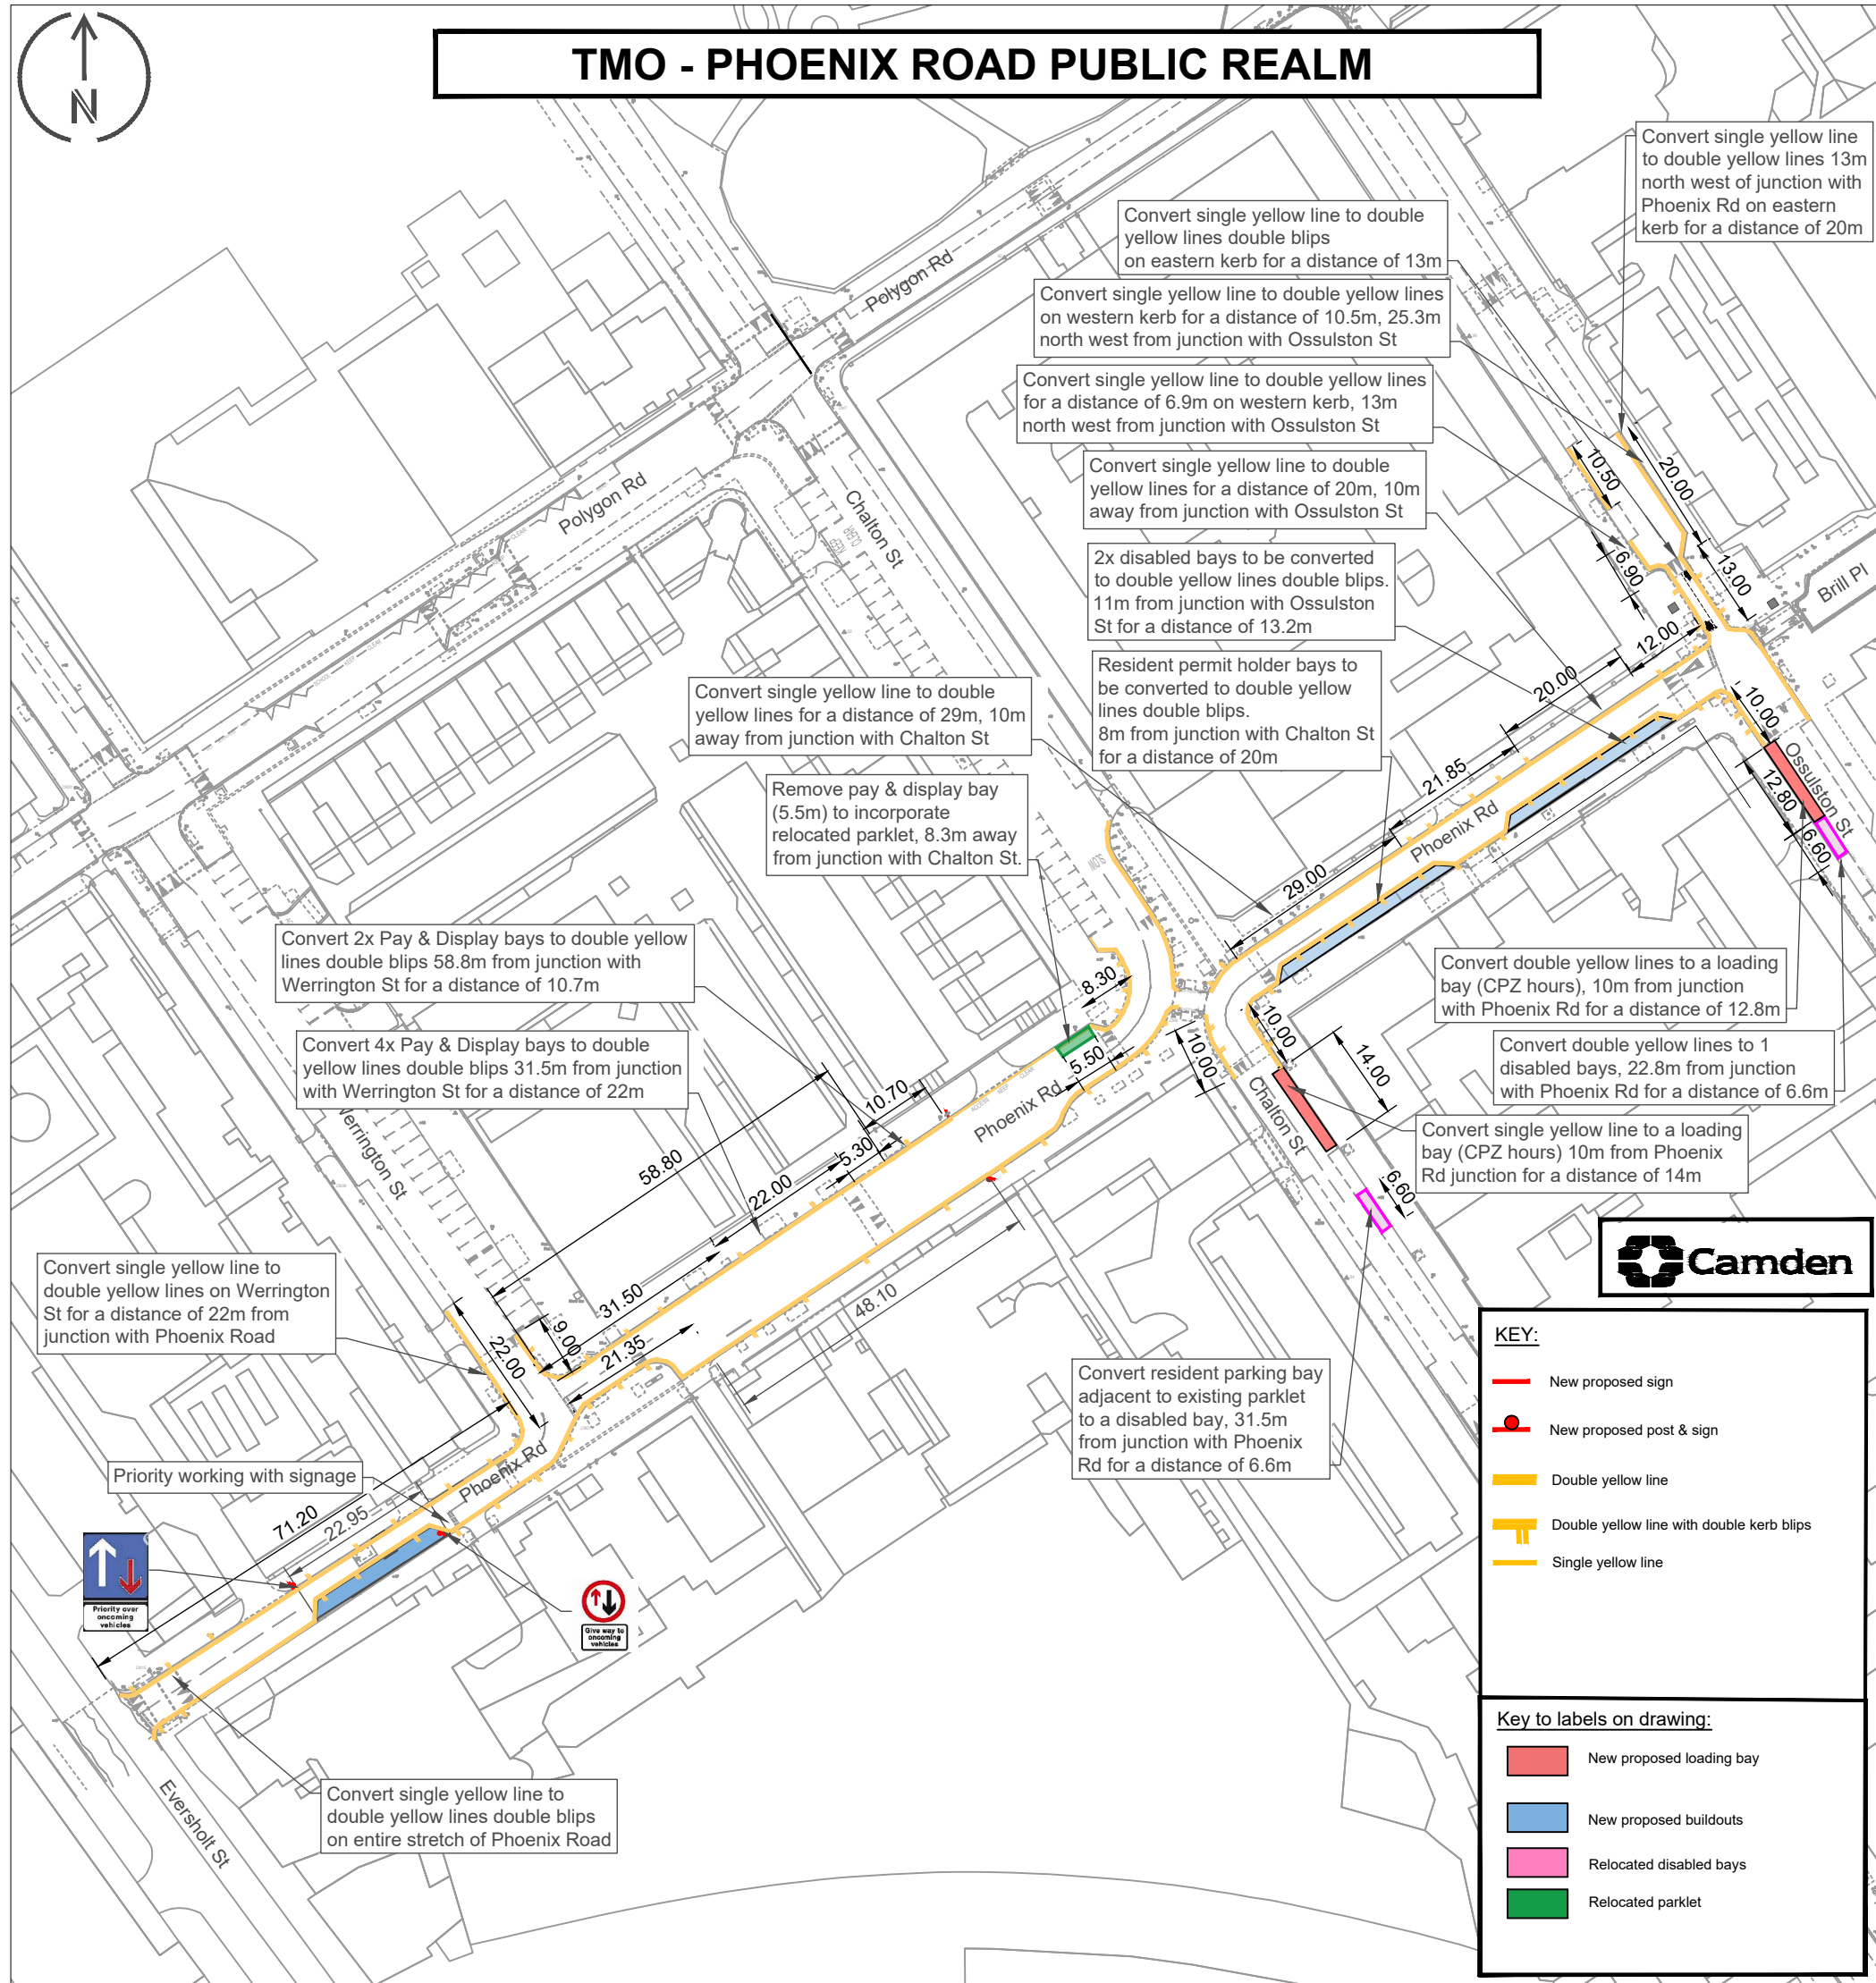 N
TMO - PHOENIX ROAD PUBLIC REALM
Convert single yellow line
to double yellow lines 13m
north west of junction with
Phoenix Rd on eastern
kerb for a distance of 20m
Convert single yellow line to double
yellow lines double blips
on eastern kerb for a distance of 13m
Convert single yellow line to double yellow lines
on western kerb for a distance of 10.5m, 25.3m
north west from junction with Ossulston St
Convert single yellow line to double yellow lines
for a distance of 6.9m on western kerb, 13m
north west from junction with Ossulston St
Convert single yellow line to double
yellow lines for a distance of 20m, 10m
away from junction with Ossulston St
2x disabled bays to be converted
to double yellow lines double blips.
11m from junction with Ossulston
St for a distance of 13.2m
Resident permit holder bays to
be converted to double yellow
lines double blips.
8m from junction with Chalton St
for a distance of 20m
Convert single yellow line to double
yellow lines for a distance of 29m, 10m
away from junction with Chalton St
Remove pay & display bay
(5.5m) to incorporate
relocated parklet, 8.3m away
from junction with Chalton St.
Convert 2x Pay & Display bays to double yellow
lines double blips 58.8m from junction with
Werrington St for a distance of 10.7m
Convert 4x Pay & Display bays to double
yellow lines double blips 31.5m from junction
with Werrington St for a distance of 22m
Convert single yellow line to
double yellow lines on Werrington
St for a distance of 22m from
junction with Phoenix Road
Priority working with signage
Priority over
oncoming
vehicles
Give way to
oncoming
vehicles
Convert single yellow line to
double yellow lines double blips
on entire stretch of Phoenix Road
Convert double yellow lines to a loading
bay (CPZ hours), 10m from junction
with Phoenix Rd for a distance of 12.8m
Convert double yellow lines to 1
disabled bays, 22.8m from junction
with Phoenix Rd for a distance of 6.6m
Convert single yellow line to a loading
bay (CPZ hours) 10m from Phoenix
Rd junction for a distance of 14m
Convert resident parking bay
adjacent to existing parklet
to a disabled bay, 31.5m
from junction with Phoenix
Rd for a distance of 6.6m
Polygon Rd
Polygon Rd
Chalton St
KEEP
CLEAR
SCHOOL
KEEP
CLEAR
CLEAR
SLOW
Brill Pl
Ossulston St
Phoenix Rd
Phoenix Rd
KEEP
CLEAR
Chalton St
Werrington St
Phoenix Rd
Eversholt St
10.50
20.00
6.90
13.00
12.00
20.00
10.00
12.80
6.60
21.85
29.00
8.30
5.50
10.00
10.00
14.00
6.60
10.70
5.30
22.00
58.80
31.50
9.00
22.00
21.35
48.10
71.20
22.95
Camden
KEY:
New proposed sign
New proposed post & sign
Double yellow line
Double yellow line with double kerb blips
Single yellow line
Key to labels on drawing:
New proposed loading bay
New proposed buildouts
Relocated disabled bays
Relocated parklet